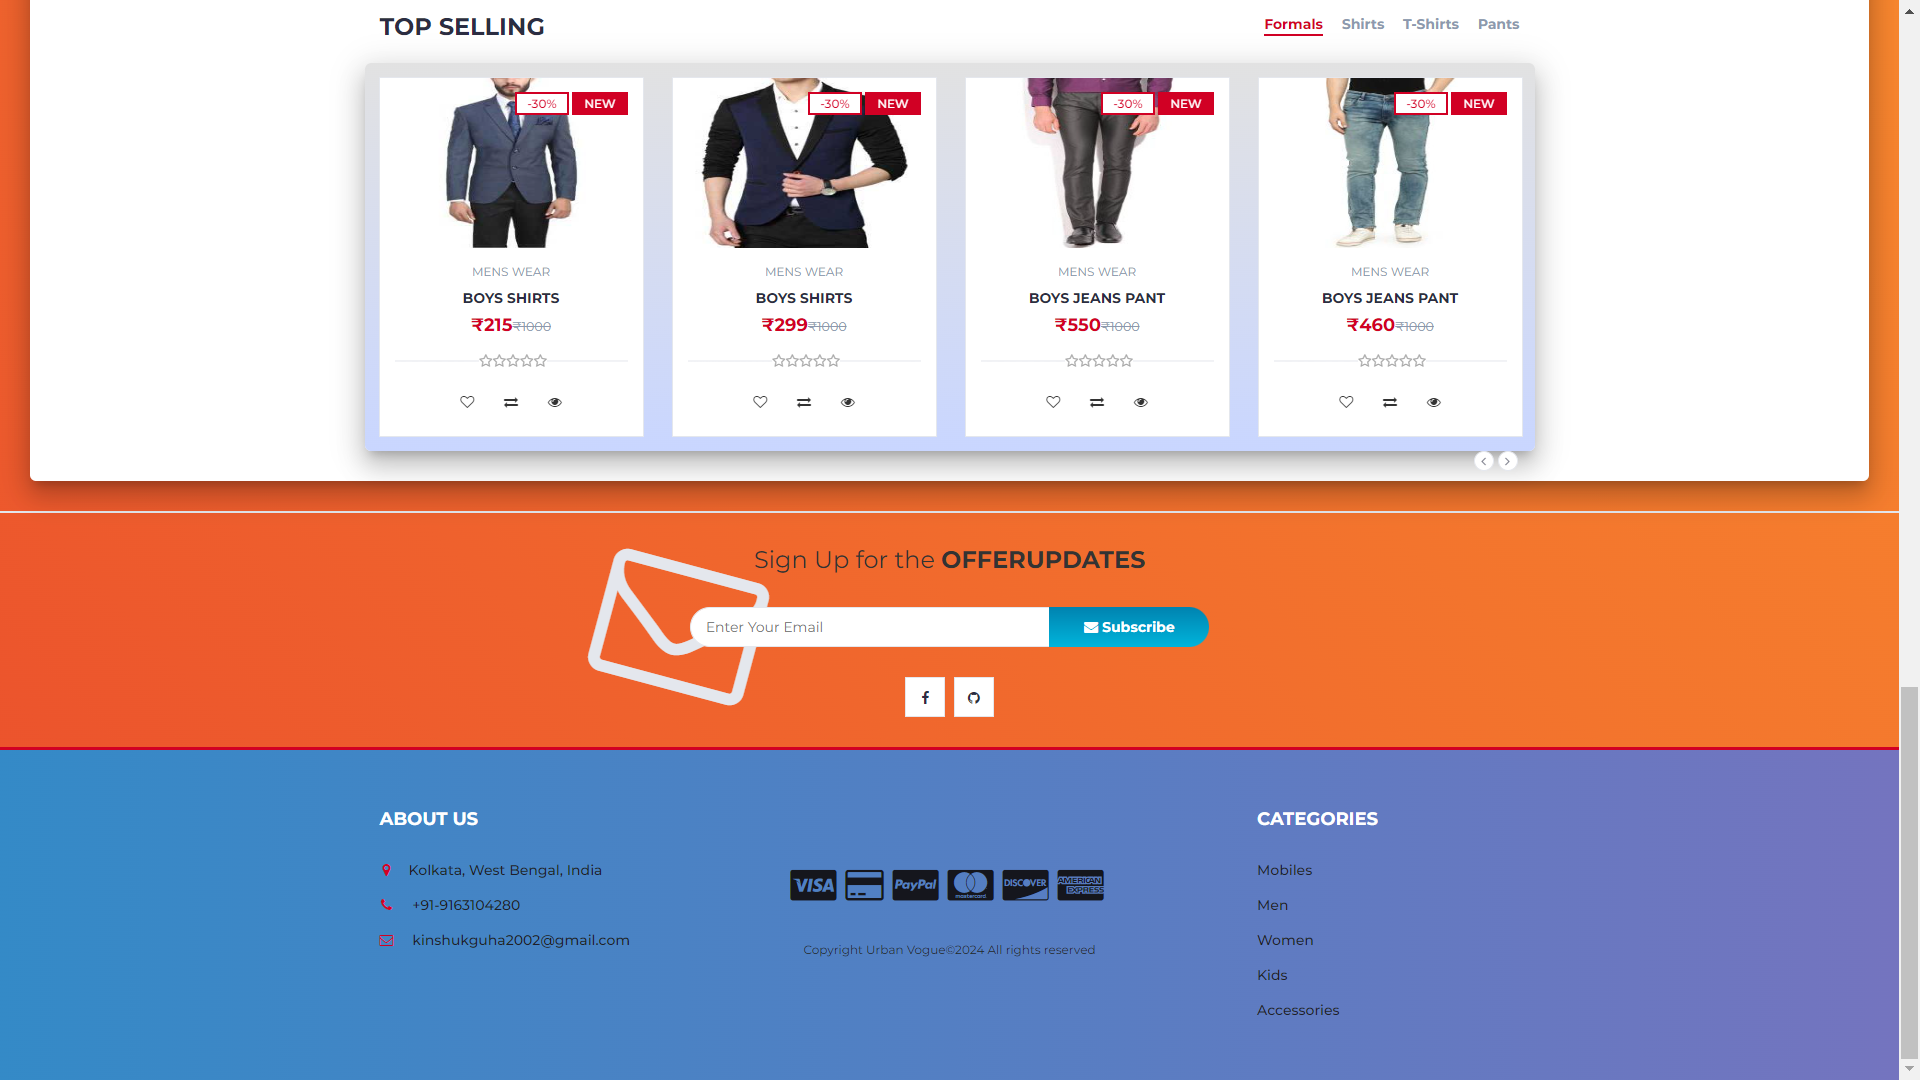 TOP SELLING
Formals Shirts T-Shirts Pants
-30% NEW
-30% NEW
-30% NEW
-30% NEW
MENS WEAR
BOYS SHIRTS
₹215 ₹1000
MENS WEAR
BOYS SHIRTS
₹299 ₹1000
MENS WEAR
BOYS JEANS PANT
₹550 ₹1000
MENS WEAR
BOYS JEANS PANT
₹460 ₹1000
Sign Up for the OFFERUPDATES
Enter Your Email
Subscribe
ABOUT US
Kolkata, West Bengal, India
+91-9163104280
kinshukguha2002@gmail.com
VISA
PayPal
mastercard
DISCOVER
AMERICAN
EXPRESS
Copyright Urban Vogue©2024 All rights reserved
CATEGORIES
Mobiles
Men
Women
Kids
Accessories